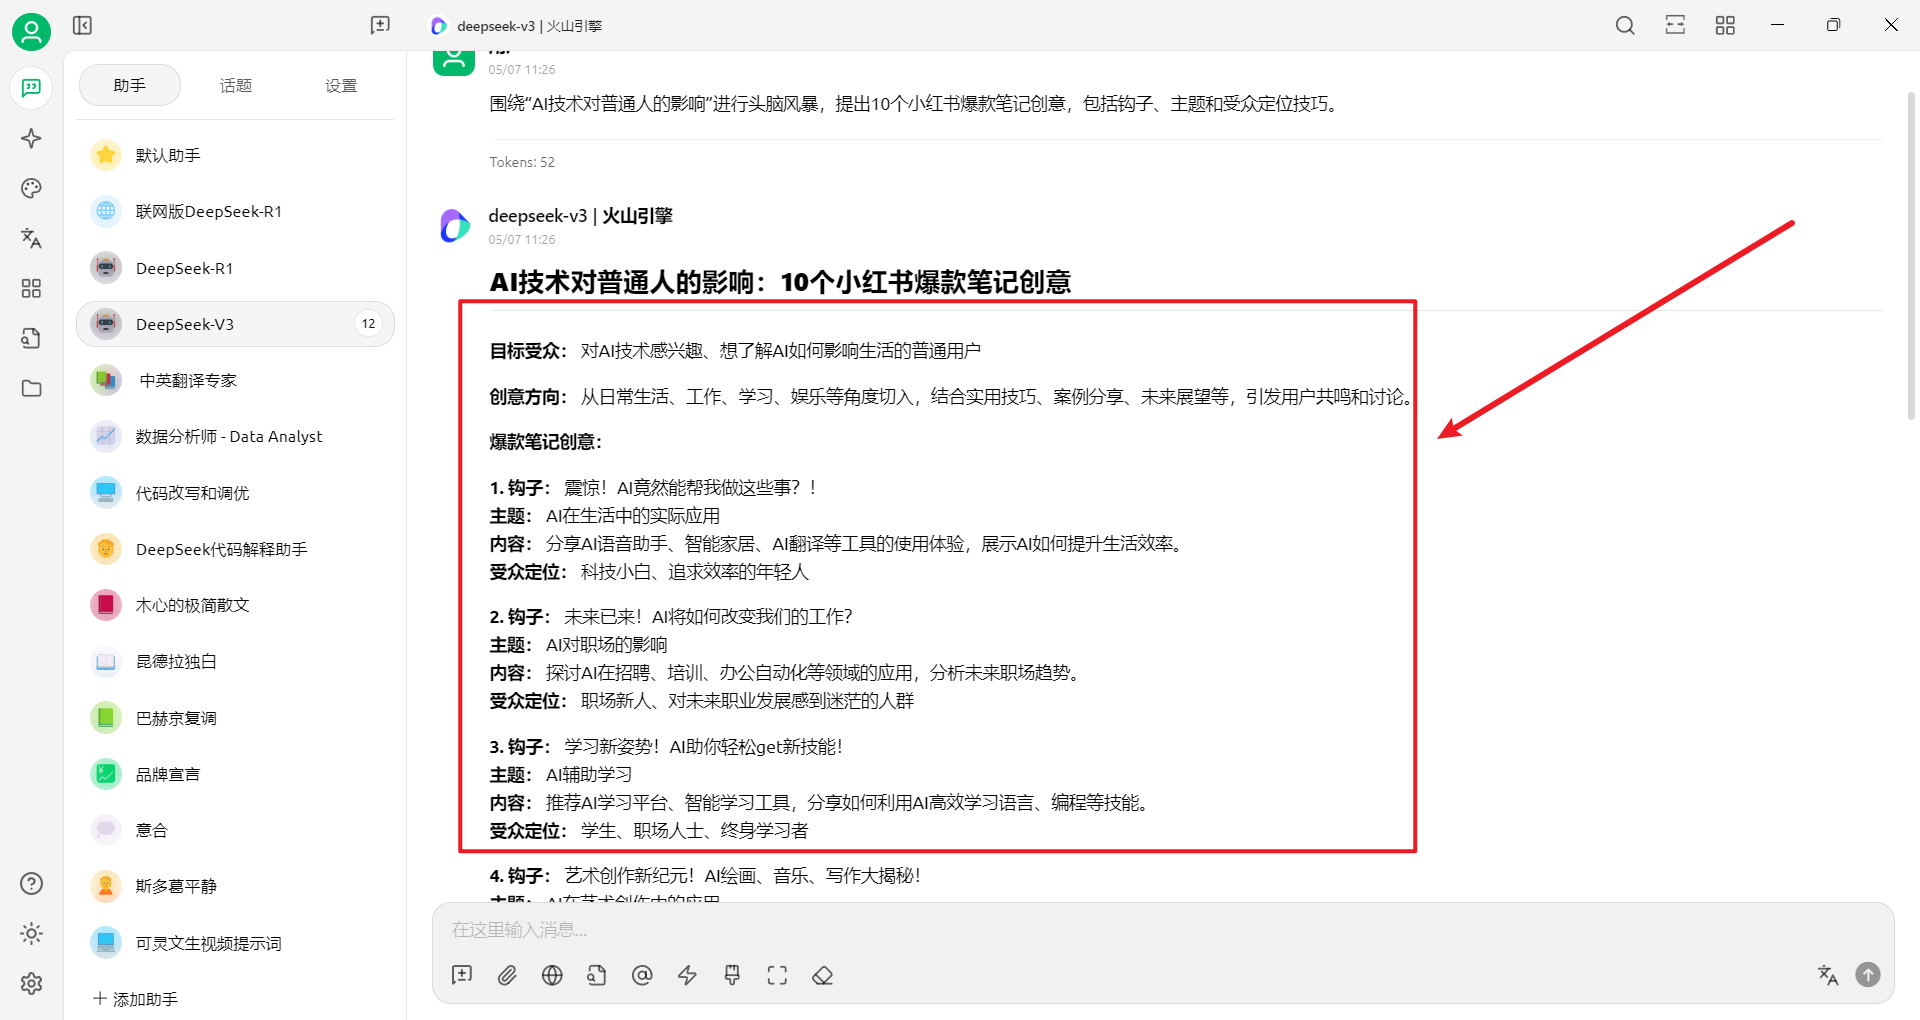 deepseek-v3 | 火山引擎
助手
话题
设置
默认助手
联网版DeepSeek-R1
DeepSeek-R1
DeepSeek-V3
12
中英翻译专家
数据分析师 - Data Analyst
代码改写和调优
DeepSeek代码解释助手
木心的极简散文
昆德拉独白
巴赫京复调
品牌宣言
意合
斯多葛平静
可灵文生视频提示词
添加助手
05/07 11:26
围绕“AI技术对普通人的影响”进行头脑风暴，提出10个小红书爆款笔记创意，包括钩子、主题和受众定位技巧。
Tokens: 52
deepseek-v3 | 火山引擎
05/07 11:26
AI技术对普通人的影响：10个小红书爆款笔记创意
目标受众： 对AI技术感兴趣、想了解AI如何影响生活的普通用户
创意方向： 从日常生活、工作、学习、娱乐等角度切入，结合实用技巧、案例分享、未来展望等，引发用户共鸣和讨论。
爆款笔记创意：
1. 钩子： 震惊！AI竟然能帮我做这些事？！
主题： AI在生活中的实际应用
内容： 分享AI语音助手、智能家居、AI翻译等工具的使用体验，展示AI如何提升生活效率。
受众定位： 科技小白、追求效率的年轻人
2. 钩子： 未来已来！AI将如何改变我们的工作？
主题： AI对职场的影响
内容： 探讨AI在招聘、培训、办公自动化等领域的应用，分析未来职场趋势。
受众定位： 职场新人、对未来职业发展感到迷茫的人群
3. 钩子： 学习新姿势！AI助你轻松get新技能！
主题： AI辅助学习
内容： 推荐AI学习平台、智能学习工具，分享如何利用AI高效学习语言、编程等技能。
受众定位： 学生、职场人士、终身学习者
4. 钩子： 艺术创作新纪元！AI绘画、音乐、写作大揭秘！
主题： AI在艺术创作中的应用
在这里输入消息...